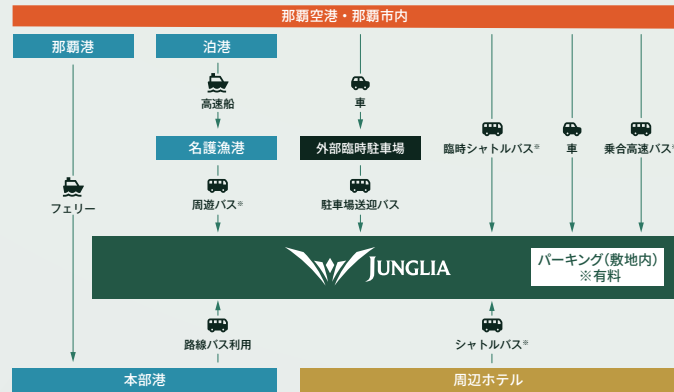 那覇空港・那覇市内
那覇港
泊港
高速船
車
名護漁港
外部臨時駐車場
臨時シャトルバス※
車
乗合高速バス※
フェリー
周遊バス※
駐車場送迎バス
JUNGLIA
パーキング(敷地内)
※有料
路線バス利用
シャトルバス※
本部港
周辺ホテル